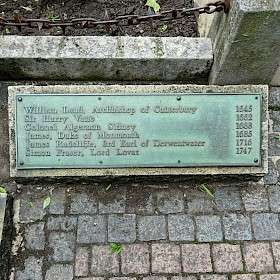 William Laud, Archbishop of Canterbury 1645
Sir Harry Vane 1662
Colonel Algernon Sidney 1683
James, Duke of Monmouth 1685
James Radcliffe, 3rd Earl of Derwentwater 1716
Simon Fraser, Lord Lovat 1747